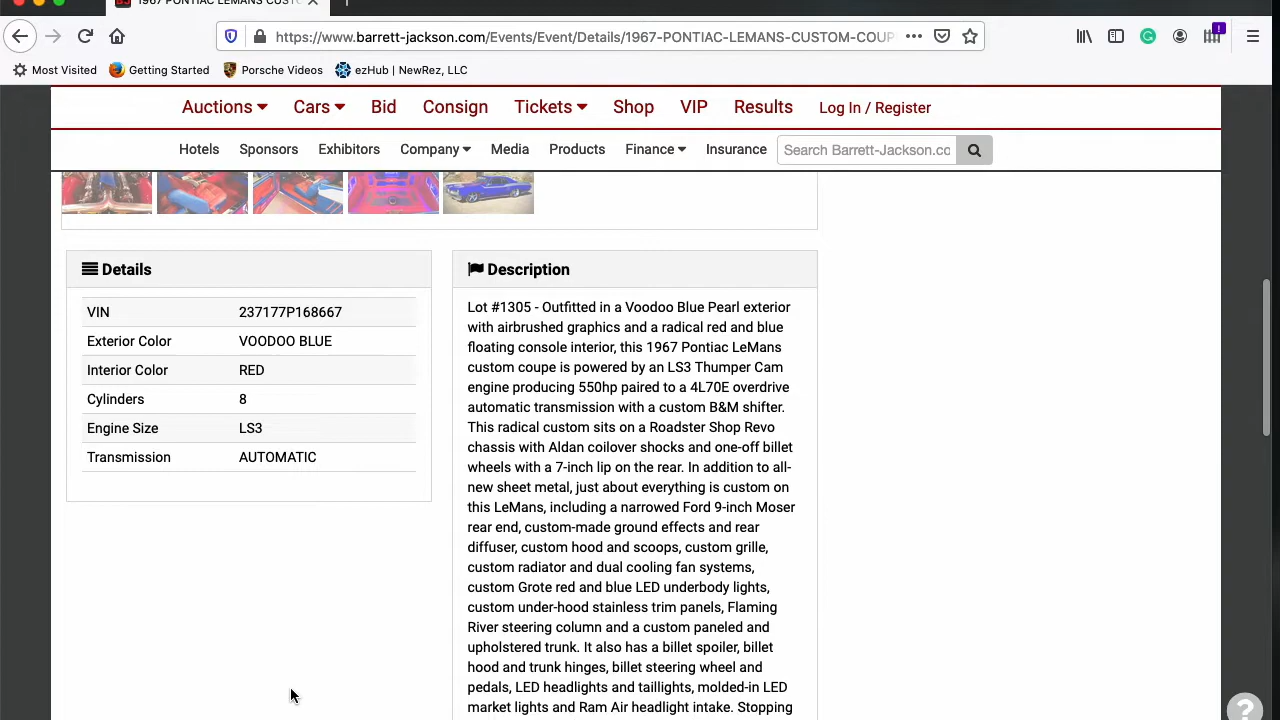 1967 PONTIAC LEMANS CUST
https://www.barrett-jackson.com/Events/Event/Details/1967-PONTIAC-LEMANS-CUSTOM-COUP
Most Visited Getting Started Porsche Videos ezHub | NewRez, LLC
Auctions Cars Bid Consign Tickets Shop VIP Results Log In / Register
Hotels Sponsors Exhibitors Company Media Products Finance Insurance Search Barrett-Jackson.co
Details
VIN 237177P168667
Exterior Color VOODOO BLUE
Interior Color RED
Cylinders 8
Engine Size LS3
Transmission AUTOMATIC
Description
Lot #1305 - Outfitted in a Voodoo Blue Pearl exterior
with airbrushed graphics and a radical red and blue
floating console interior, this 1967 Pontiac LeMans
custom coupe is powered by an LS3 Thumper Cam
engine producing 550hp paired to a 4L70E overdrive
automatic transmission with a custom B&M shifter.
This radical custom sits on a Roadster Shop Revo
chassis with Aldan coilover shocks and one-off billet
wheels with a 7-inch lip on the rear. In addition to all-
new sheet metal, just about everything is custom on
this LeMans, including a narrowed Ford 9-inch Moser
rear end, custom-made ground effects and rear
diffuser, custom hood and scoops, custom grille,
custom radiator and dual cooling fan systems,
custom Grote red and blue LED underbody lights,
custom under-hood stainless trim panels, Flaming
River steering column and a custom paneled and
upholstered trunk. It also has a billet spoiler, billet
hood and trunk hinges, billet steering wheel and
pedals, LED headlights and taillights, molded-in LED
market lights and Ram Air headlight intake. Stopping
?